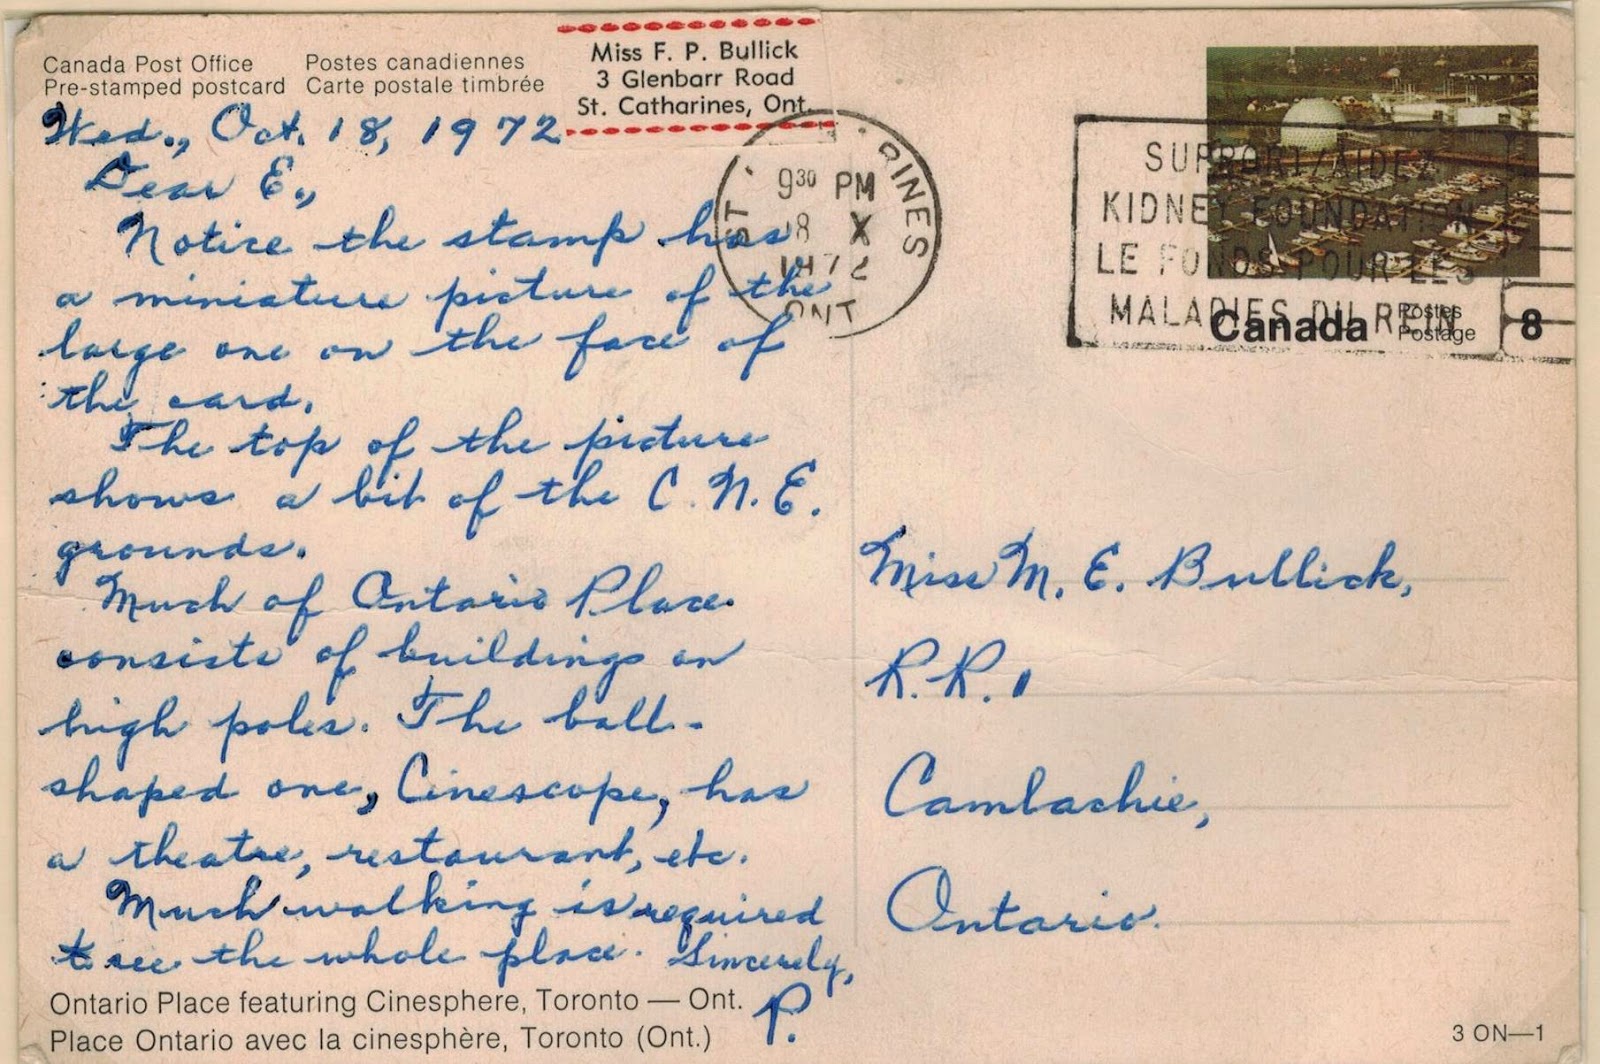 Canada Post Office
Pre-stamped postcard
Postes canadiennes
Carte postale timbrée
Miss F. P. Bullick
3 Glenbarr Road
St. Catharines, Ont.
Wed., Oct. 18, 1972
Dear E.,
Notice the stamp has
a miniature picture of the
large one on the face of
the card.
The top of the picture
shows a bit of the C.N.E.
grounds.
Much of Ontario Place
consists of buildings on
high poles. The ball-
shaped one, Cinescope, has
a theatre, restaurant, etc.
Much walking is required
to see the whole place. Sincerely,
P.
Ontario Place featuring Cinesphere, Toronto — Ont.
Place Ontario avec la cinesphère, Toronto (Ont.)
9 30 PM
1972
ONT
SUPPORT/AIDEZ
KIDNEY FOUNDATION
LE FONDS POUR LES
MALADIES DU REIN
Canada Postes
Postage 8
Miss M. E. Bullick,
R.R. 1
Camlachie,
Ontario.
3 ON—1